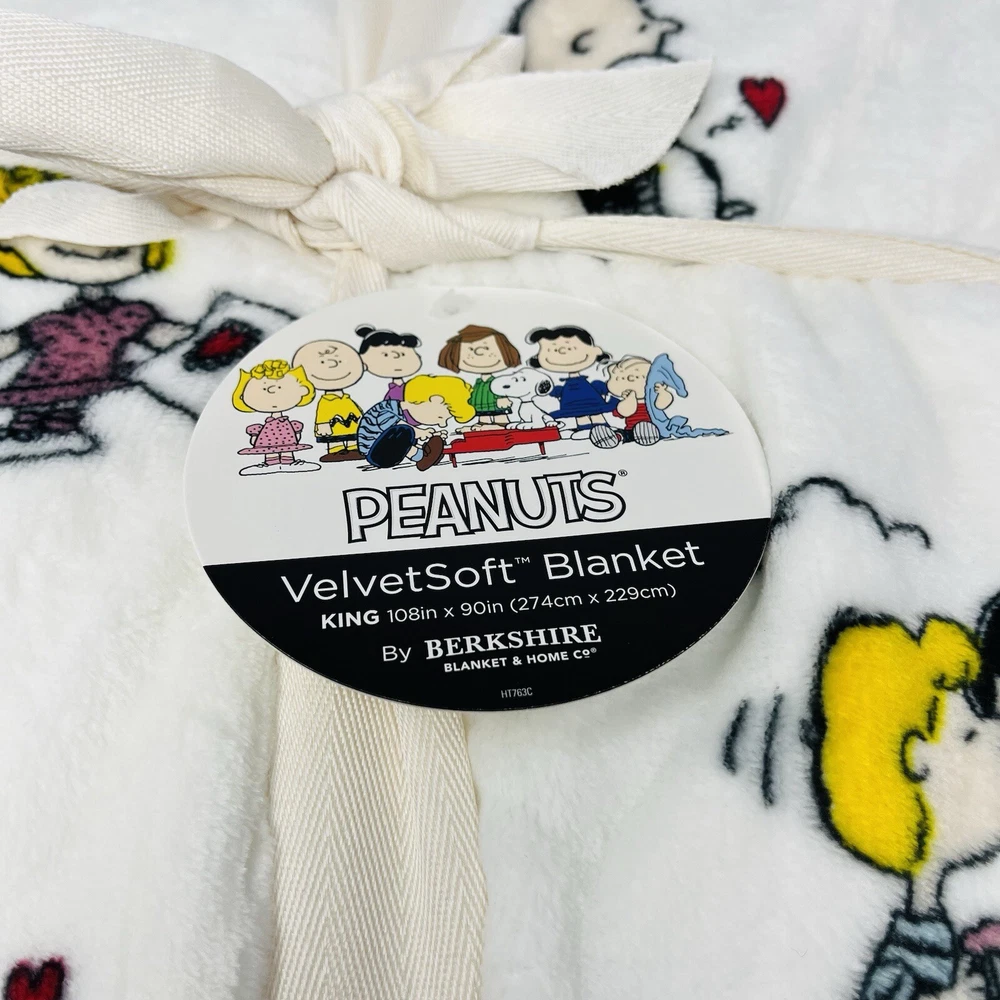 PEANUTS®
VelvetSoft™ Blanket
KING 108in x 90in (274cm x 229cm)
By BERKSHIRE
BLANKET & HOME Cº®
HT763C